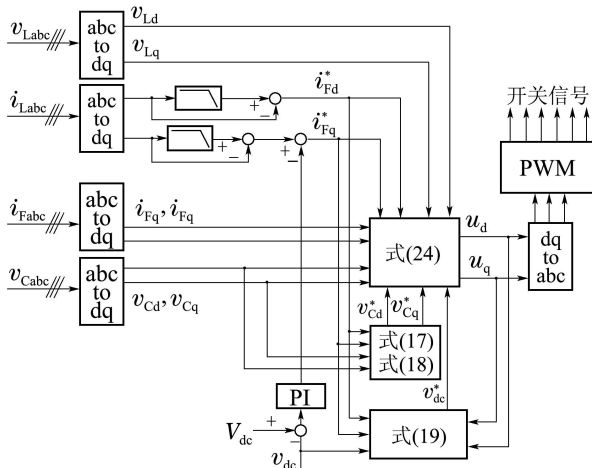 abc
to
dq
v_Labc
v_Ld
v_Lq
abc
to
dq
i_Labc
+
−
i*_Fd
+
−
+
−
i*_Fq
开关信号
PWM
abc
to
dq
i_Fabc
i_Fq, i_Fq
式(24)
u_d
u_q
dq
to
abc
abc
to
dq
v_Cabc
v_Cd, v_Cq
v*_Cd
v*_Cq
式(17)
式(18)
PI
v*_dc
V_dc
+
−
v_dc
式(19)